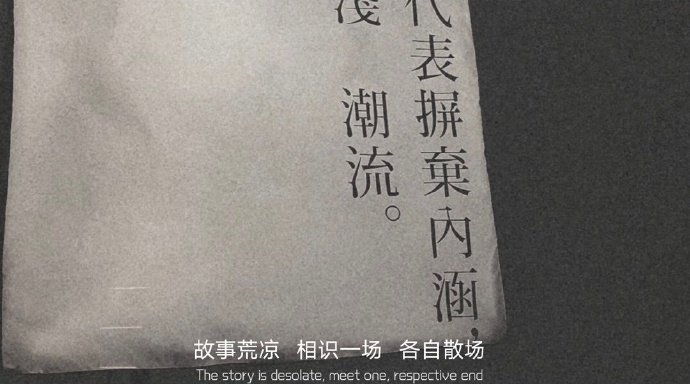 代表摒棄內涵，
淺 潮流。
故事荒凉 相识一场 各自散场
The story is desolate, meet one, respective end